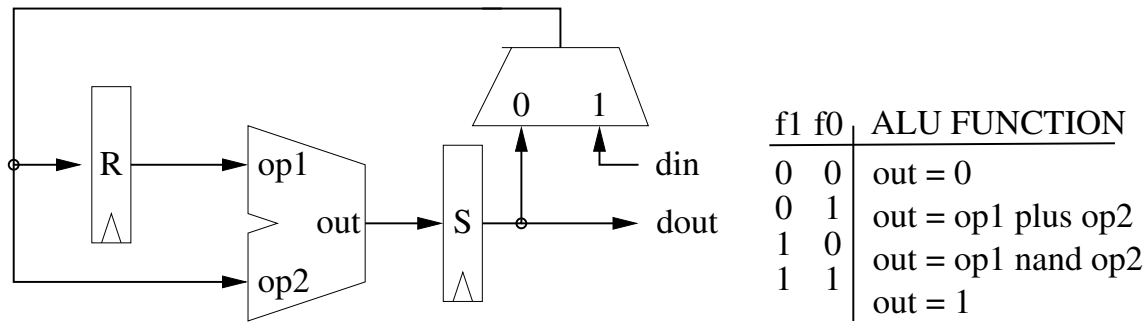 0 1
R
op1
din
out
S
dout
op2
f1 f0 ALU FUNCTION
0 0 out = 0
0 1 out = op1 plus op2
1 0 out = op1 nand op2
1 1 out = 1